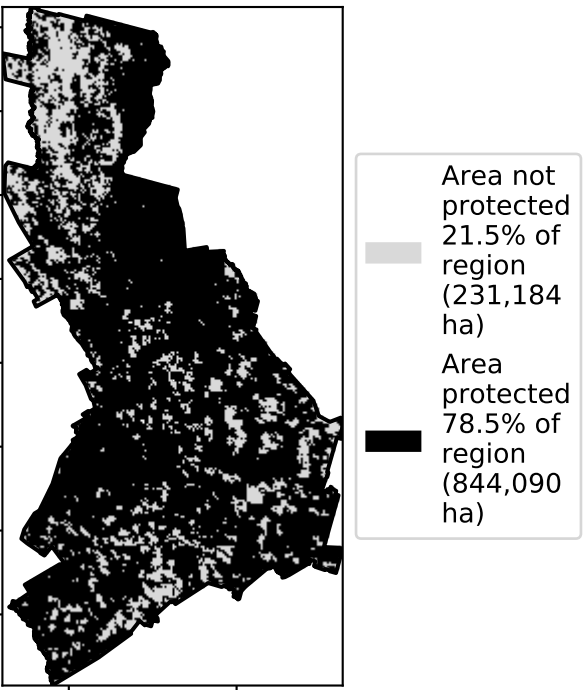 Area not
protected
21.5% of
region
(231,184
ha)
Area
protected
78.5% of
region
(844,090
ha)